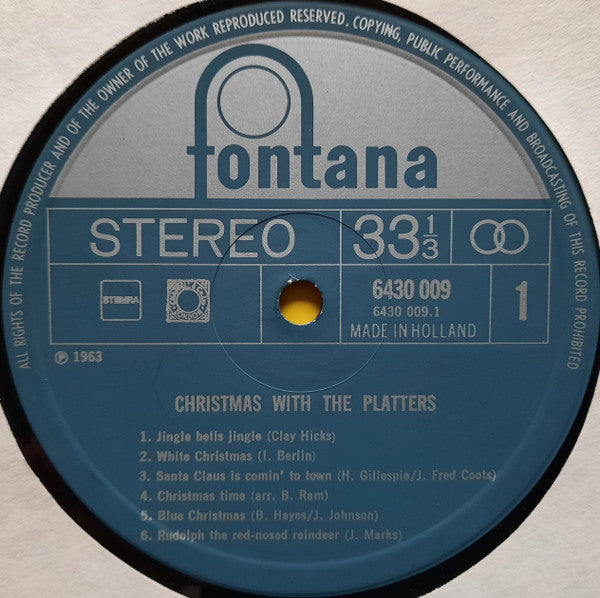 ALL RIGHTS OF THE RECORD PRODUCER AND OF THE OWNER OF THE WORK REPRODUCED RESERVED. COPYING, PUBLIC PERFORMANCE AND BROADCASTING OF THIS RECORD PROHIBITED
fontana
STEREO
33 1/3
STEMRA
6430 009
6430 009.1
MADE IN HOLLAND
1
℗ 1963
CHRISTMAS WITH THE PLATTERS
1. Jingle bells jingle (Clay Hicks)
2. White Christmas (I. Berlin)
3. Santa Claus is comin' to town (H. Gillespie/J. Fred Coots)
4. Christmas time (arr. B. Ram)
5. Blue Christmas (B. Hayes/J. Johnson)
6. Rudolph the red-nosed reindeer (J. Marks)